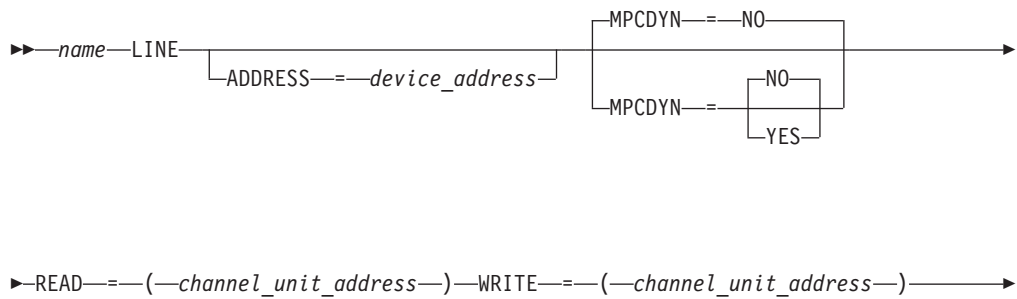 MPCDYN = NO
name LINE
ADDRESS = device_address
MPCDYN = NO
YES
READ = ( channel_unit_address ) WRITE = ( channel_unit_address )